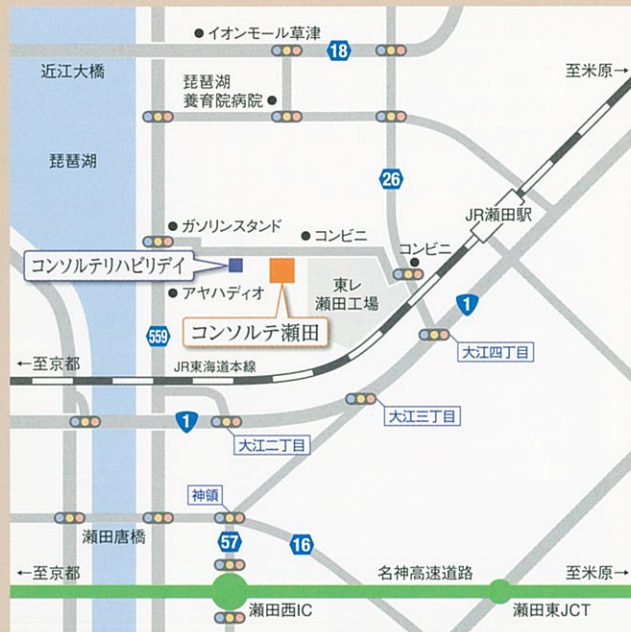 イオンモール草津
18
近江大橋
至米原→
琵琶湖
養育院病院
琵琶湖
26
JR瀬田駅
ガソリンスタンド
コンビニ
コンビニ
コンソルテリハビリデイ
東レ
瀬田工場
アヤハディオ
1
コンソルテ瀬田
559
大江四丁目
←至京都
JR東海道本線
1
大江三丁目
大江二丁目
神領
瀬田唐橋
57
16
←至京都
名神高速道路
至米原→
瀬田西IC
瀬田東JCT